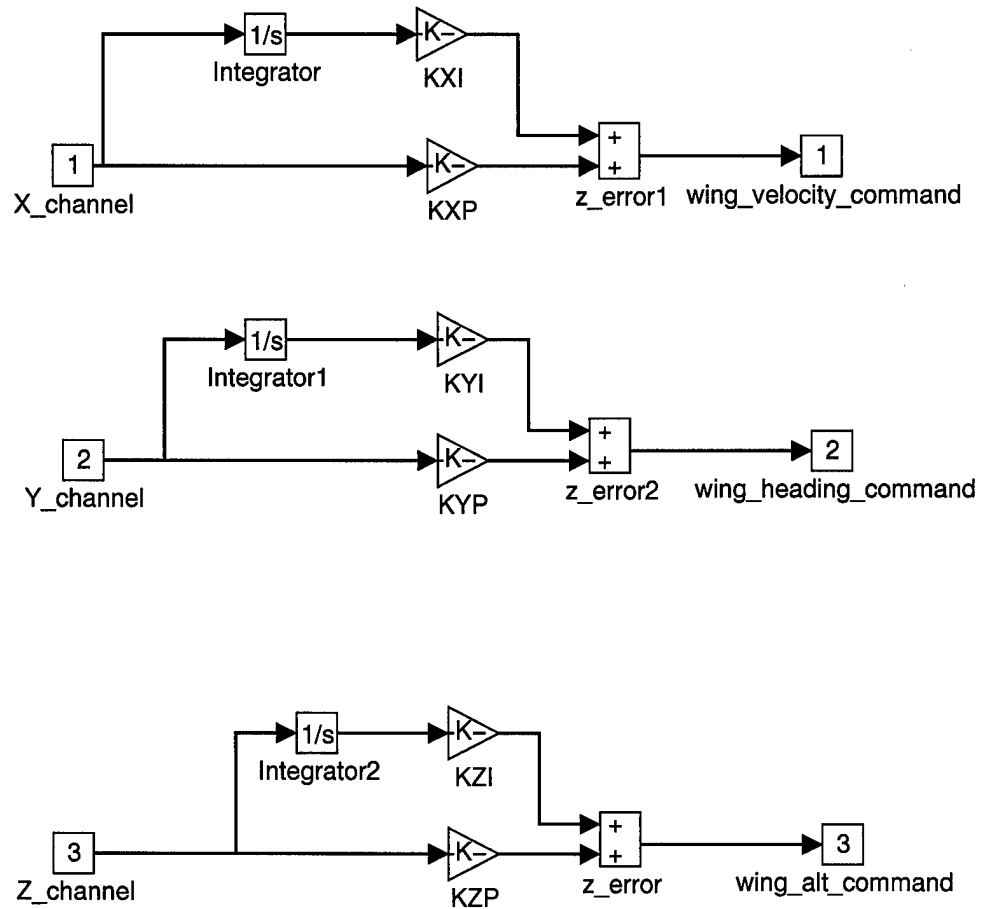 1/s
Integrator
-K-
KXI
1
X_channel
-K-
KXP
+
+
z_error1
1
wing_velocity_command
1/s
Integrator1
-K-
KYI
2
Y_channel
-K-
KYP
+
+
z_error2
2
wing_heading_command
1/s
Integrator2
-K-
KZI
3
Z_channel
-K-
KZP
+
+
z_error
3
wing_alt_command